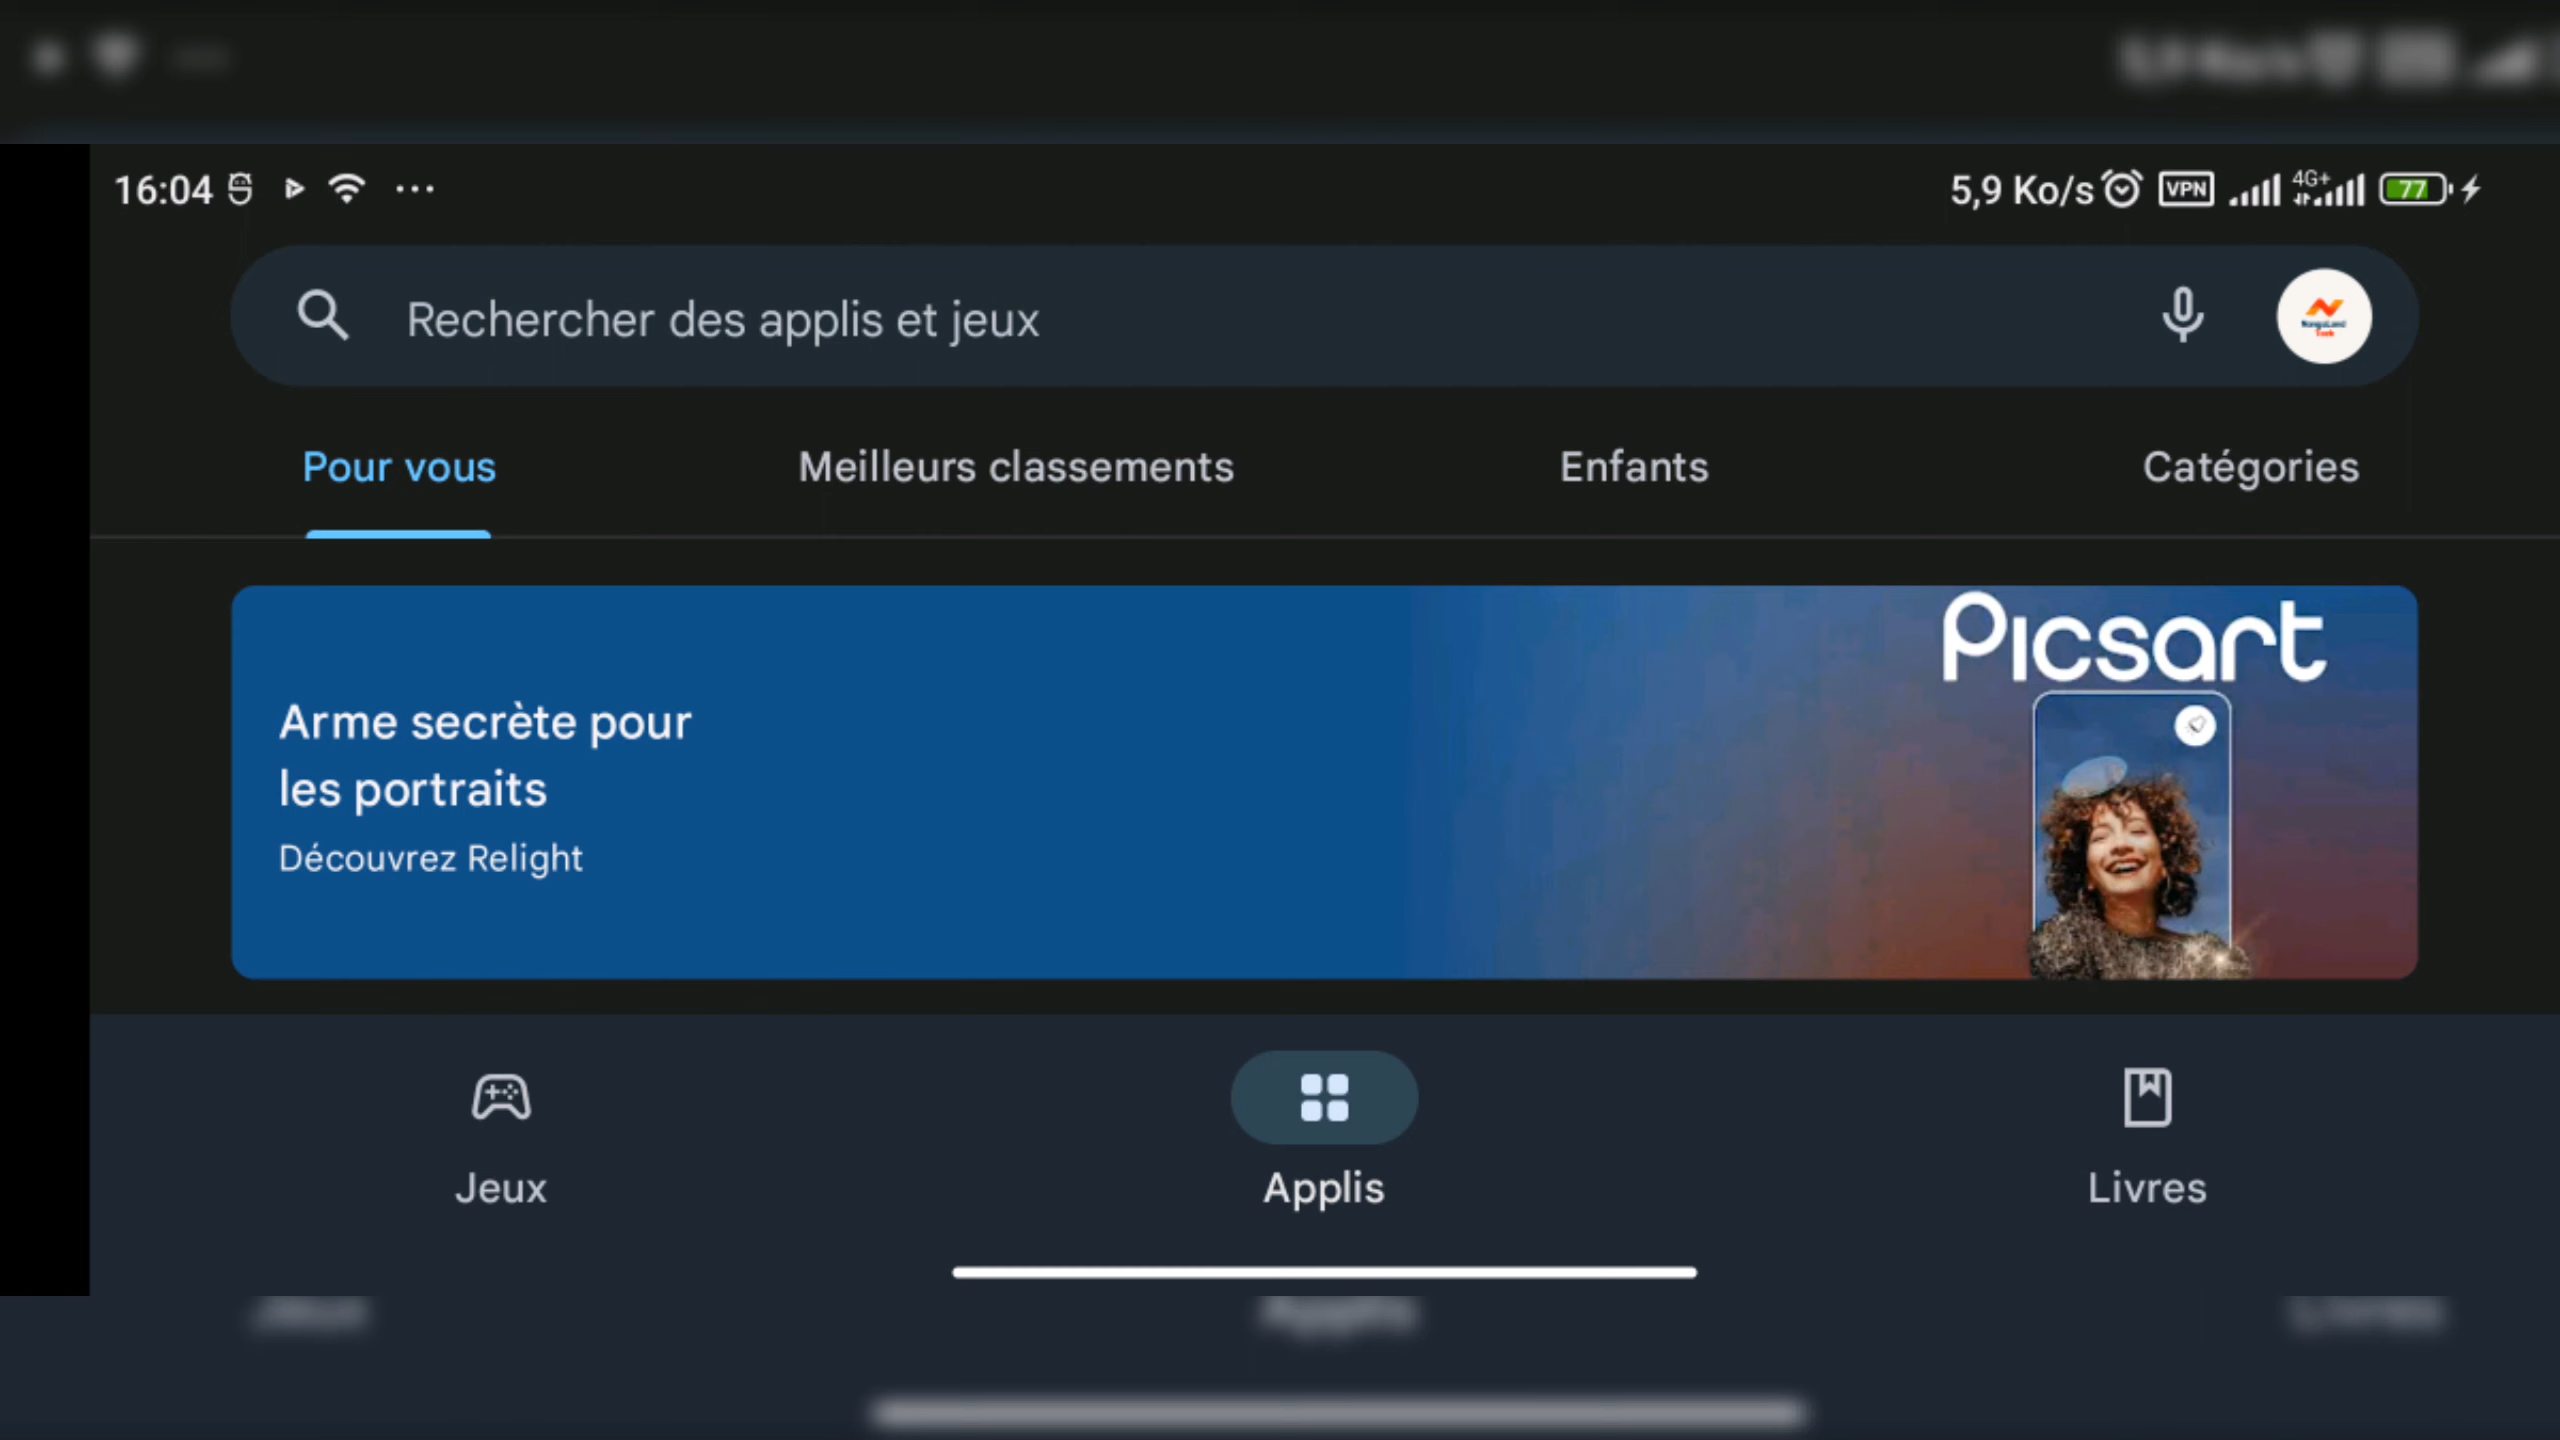 16:04 5,9 Ko/s VPN 4G+ 77
Rechercher des applis et jeux
Pour vous Meilleurs classements Enfants Catégories
Picsart
Arme secrète pour
les portraits
Découvrez Relight
Jeux Applis Livres